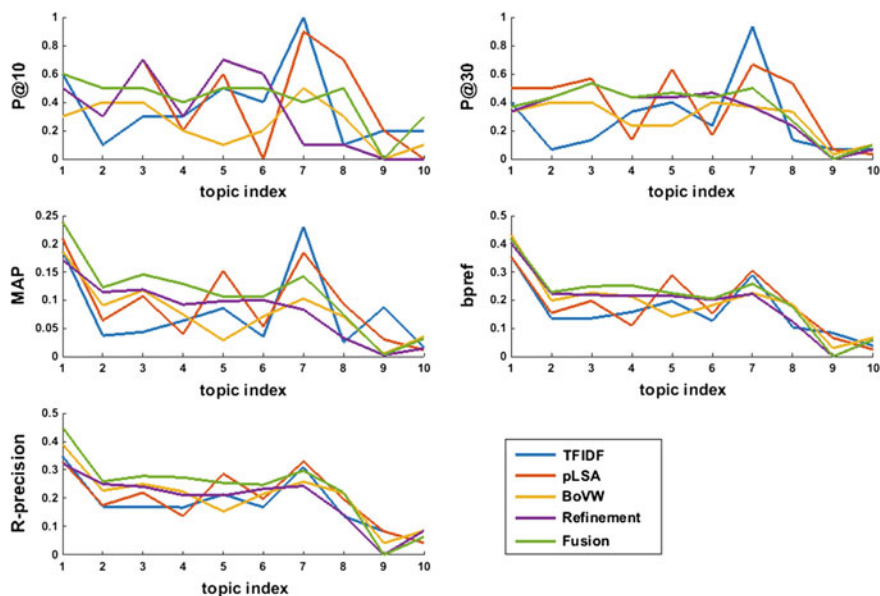 P@10
1
0.8
0.6
0.4
0.2
0
1 2 3 4 5 6 7 8 9 10
topic index
P@30
1
0.8
0.6
0.4
0.2
0
1 2 3 4 5 6 7 8 9 10
topic index
MAP
0.25
0.2
0.15
0.1
0.05
0
1 2 3 4 5 6 7 8 9 10
topic index
bpref
0.5
0.4
0.3
0.2
0.1
0
1 2 3 4 5 6 7 8 9 10
topic index
R-precision
0.5
0.4
0.3
0.2
0.1
0
1 2 3 4 5 6 7 8 9 10
topic index
TFIDF
pLSA
BoVW
Refinement
Fusion